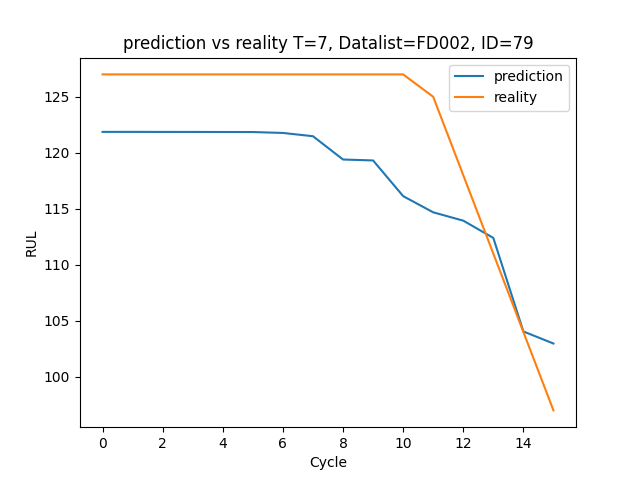 prediction vs reality T=7, Datalist=FD002, ID=79
prediction
reality
125
120
115
110
105
100
RUL
0 2 4 6 8 10 12 14
Cycle